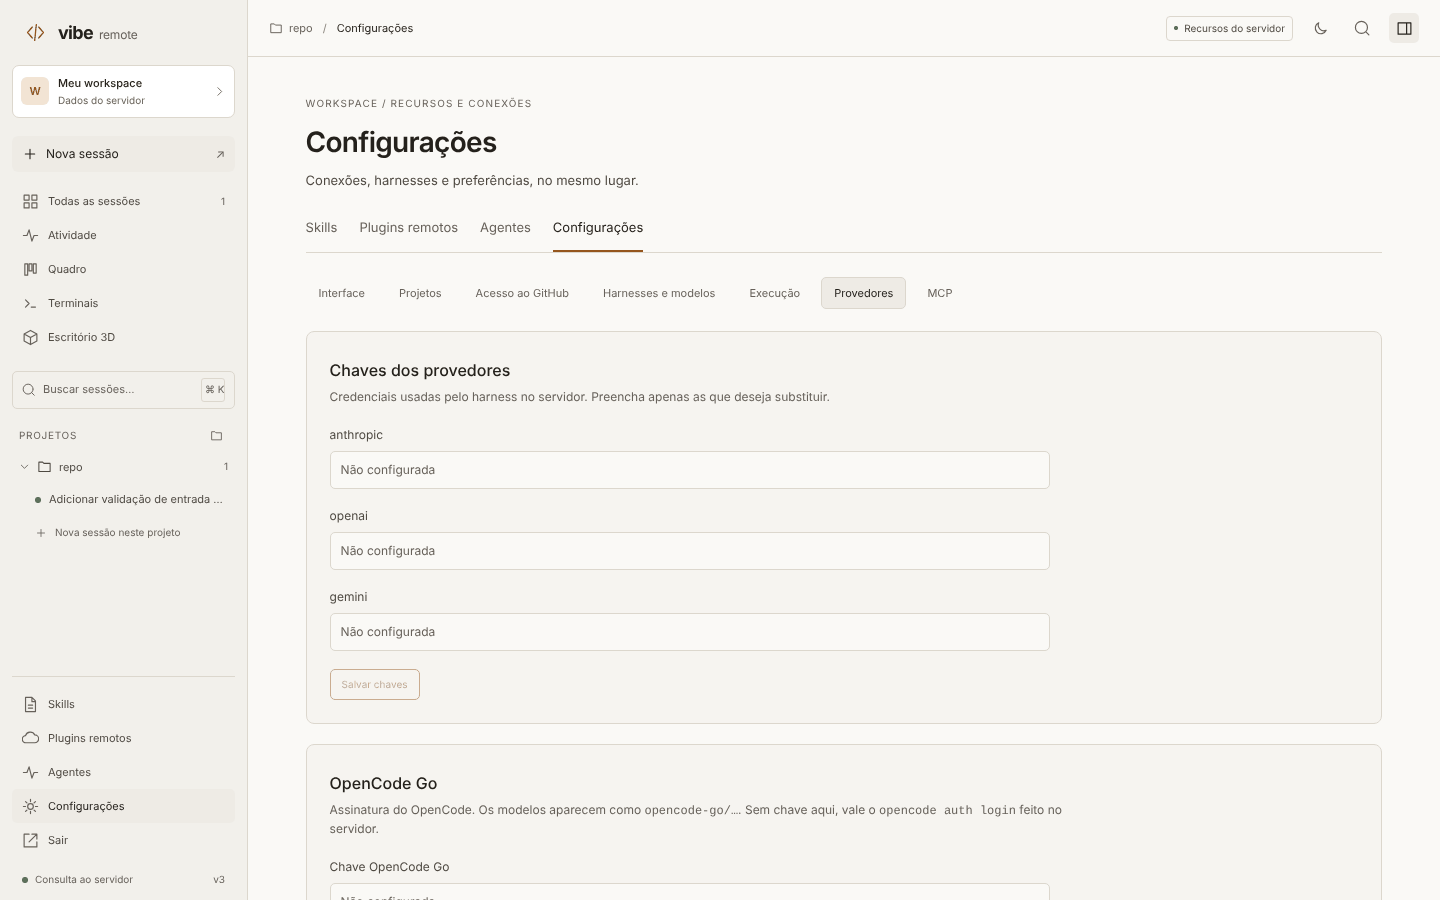 vibe remote
W
Meu workspace
Dados do servidor
Nova sessão
Todas as sessões 1
Atividade
Quadro
Terminais
Escritório 3D
Buscar sessões... ⌘ K
PROJETOS
repo 1
Adicionar validação de entrada ...
Nova sessão neste projeto
Skills
Plugins remotos
Agentes
Configurações
Sair
Consulta ao servidor v3
repo / Configurações
Recursos do servidor
WORKSPACE / RECURSOS E CONEXÕES
Configurações
Conexões, harnesses e preferências, no mesmo lugar.
Skills Plugins remotos Agentes Configurações
Interface Projetos Acesso ao GitHub Harnesses e modelos Execução Provedores MCP
Chaves dos provedores
Credenciais usadas pelo harness no servidor. Preencha apenas as que deseja substituir.
anthropic
Não configurada
openai
Não configurada
gemini
Não configurada
Salvar chaves
OpenCode Go
Assinatura do OpenCode. Os modelos aparecem como opencode-go/…. Sem chave aqui, vale o opencode auth login feito no
servidor.
Chave OpenCode Go
Não configurada